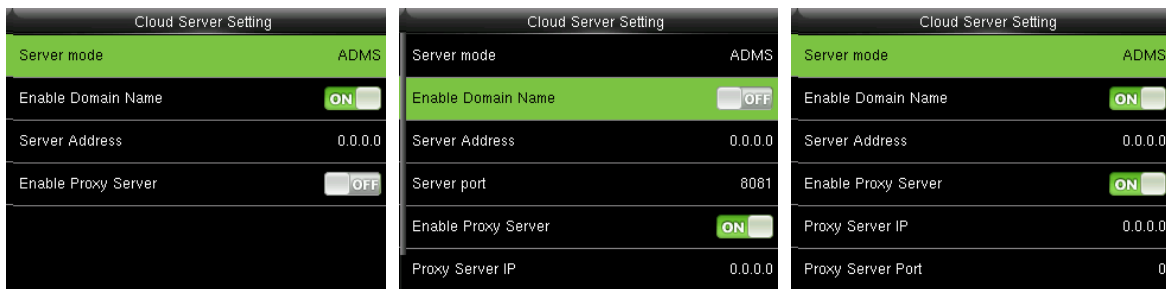 Cloud Server Setting
Server mode ADMS
Enable Domain Name ON
Server Address 0.0.0.0
Enable Proxy Server OFF
Cloud Server Setting
Server mode ADMS
Enable Domain Name OFF
Server Address 0.0.0.0
Server port 8081
Enable Proxy Server ON
Proxy Server IP 0.0.0.0
Cloud Server Setting
Server mode ADMS
Enable Domain Name ON
Server Address 0.0.0.0
Enable Proxy Server ON
Proxy Server IP 0.0.0.0
Proxy Server Port 0